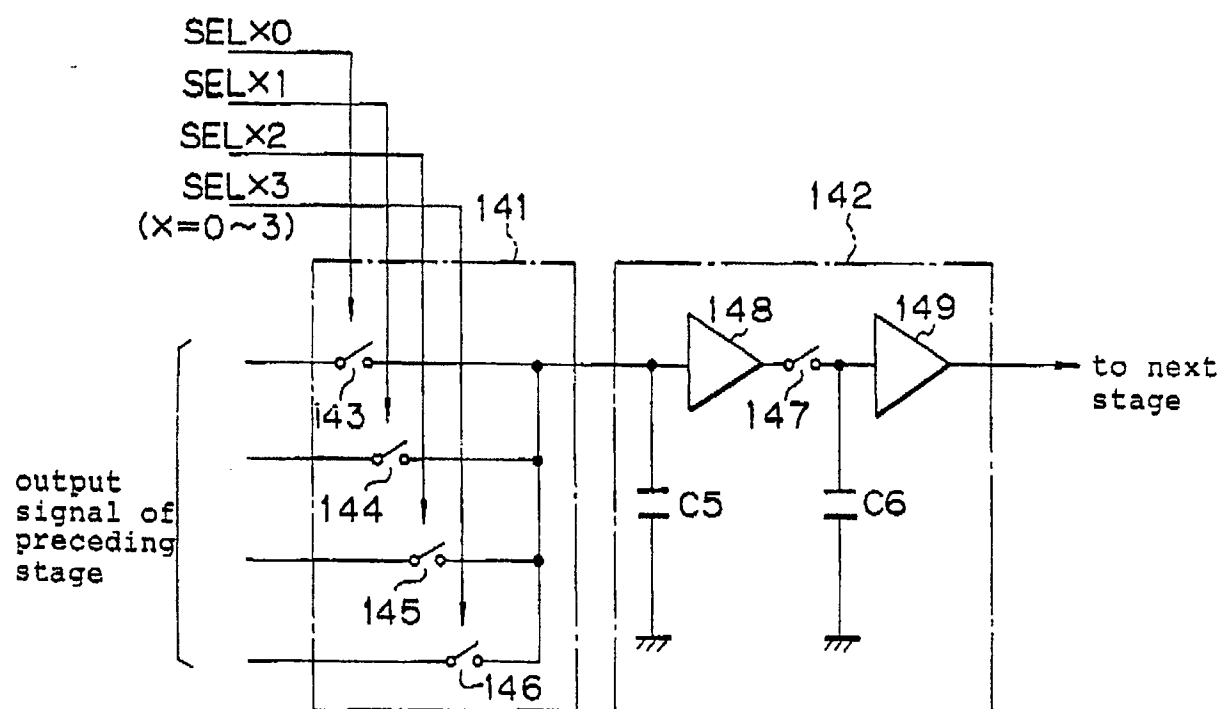 SEL×0
SEL×1
SEL×2
SEL×3
(X=0~3)
141
142
148
149
143
147
to next
stage
144
output
signal of
preceding
stage
C5
C6
145
146